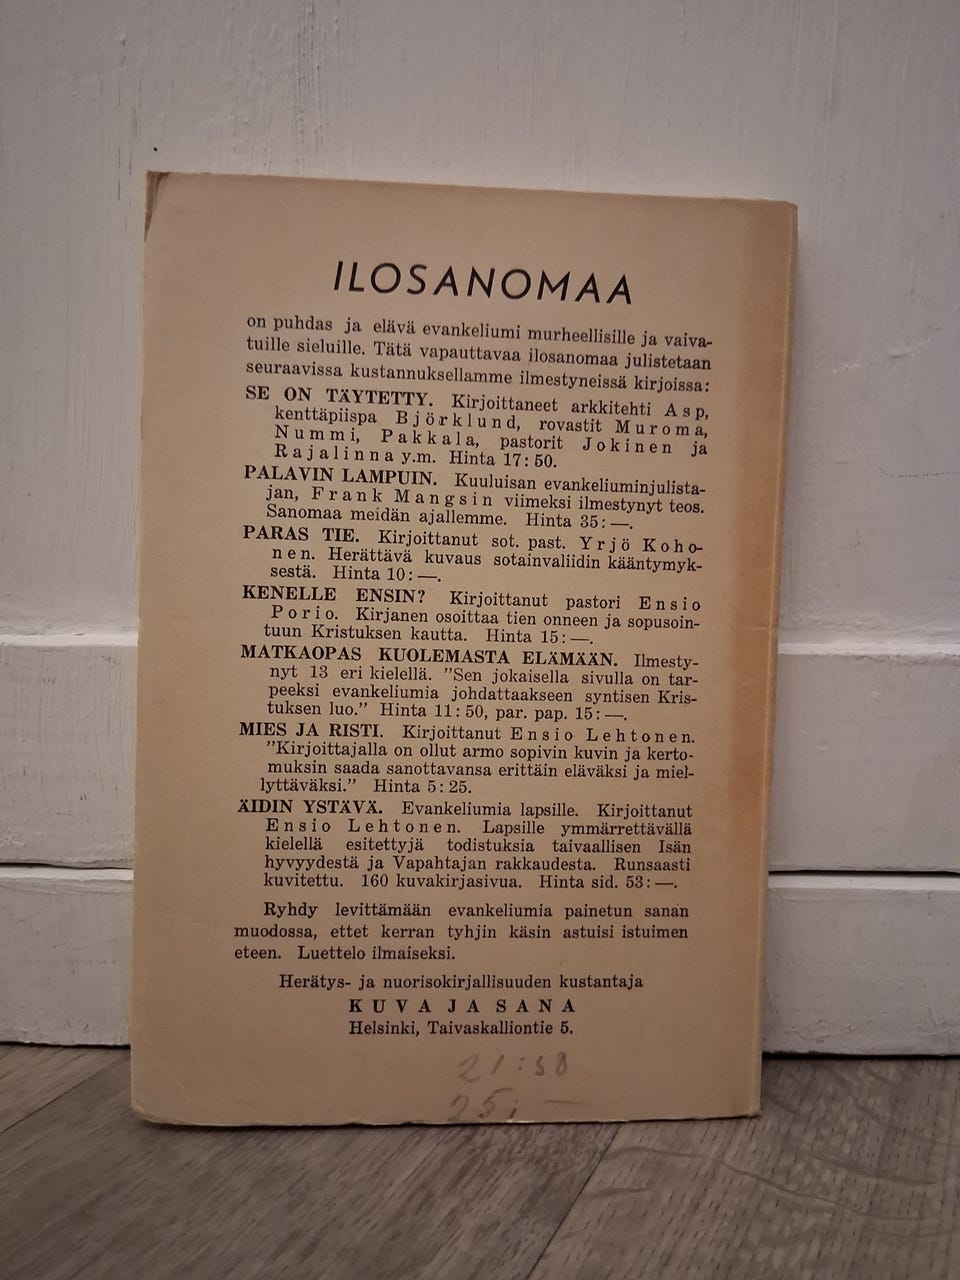 ILOSANOMAA
on puhdas ja elävä evankeliumi murheellisille ja vaiva-
tuille sieluille. Tätä vapauttavaa ilosanomaa julistetaan
seuraavissa kustannuksellamme ilmestyneissä kirjoissa:
SE ON TÄYTETTY. Kirjoittaneet arkkitehti Asp,
kenttäpiispa Björklund, rovastit Muroma,
Nummi, Pakkala, pastorit Jokinen ja
Rajalinna y.m. Hinta 17: 50.
PALAVIN LAMPUIN. Kuuluisan evankeliuminjulista-
jan, Frank Mangsin viimeksi ilmestynyt teos.
Sanomaa meidän ajallemme. Hinta 35: —.
PARAS TIE. Kirjoittanut sot. past. Yrjö Koho-
nen. Herättävä kuvaus sotainvaliidin kääntymyk-
sestä. Hinta 10: —.
KENELLE ENSIN? Kirjoittanut pastori Ensio
Porio. Kirjanen osoittaa tien onneen ja sopusoin-
tuun Kristuksen kautta. Hinta 15: —.
MATKAOPAS KUOLEMASTA ELÄMÄÄN. Ilmesty-
nyt 13 eri kielellä. "Sen jokaisella sivulla on tar-
peeksi evankeliumia johdattaakseen syntisen Kris-
tuksen luo." Hinta 11: 50, par. pap. 15: —.
MIES JA RISTI. Kirjoittanut Ensio Lehtonen.
"Kirjoittajalla on ollut armo sopivin kuvin ja kerto-
muksin saada sanottavansa erittäin eläväksi ja miel-
lyttäväksi." Hinta 5: 25.
ÄIDIN YSTÄVÄ. Evankeliumia lapsille. Kirjoittanut
Ensio Lehtonen. Lapsille ymmärrettävällä
kielellä esitettyjä todistuksia taivaallisen Isän
hyvyydestä ja Vapahtajan rakkaudesta. Runsaasti
kuvitettu. 160 kuvakirjasivua. Hinta sid. 53: —.
Ryhdy levittämään evankeliumia painetun sanan
muodossa, ettet kerran tyhjin käsin astuisi istuimen
eteen. Luettelo ilmaiseksi.
Herätys- ja nuorisokirjallisuuden kustantaja
KUVA JA SANA
Helsinki, Taivaskalliontie 5.
25: —